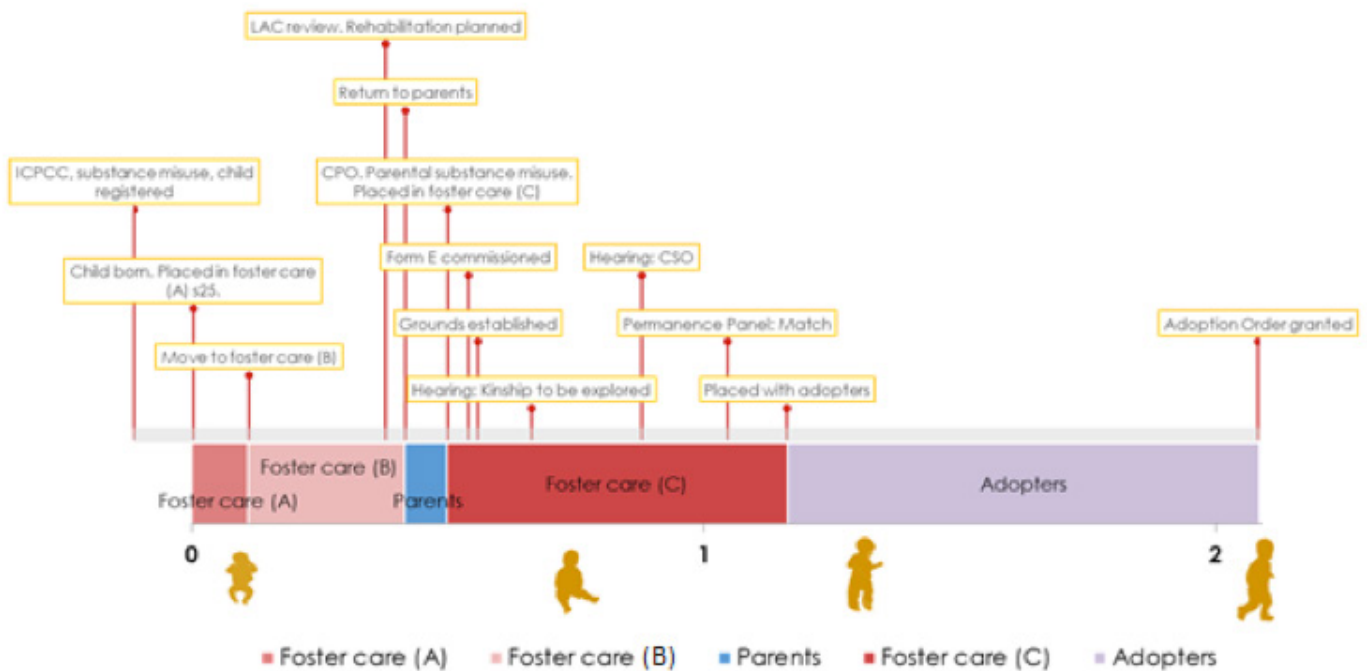 LAC review. Rehabilitation planned
Return to parents
ICPCC, substance misuse, child
registered
CPO. Parental substance misuse.
Placed in foster care (C)
Child born. Placed in foster care
(A) s25.
Form E commissioned
Hearing: CSO
Move to foster care (B)
Grounds established
Permanence Panel: Match
Adoption Order granted
Hearing: Kinship to be explored
Placed with adopters
Foster care (A)
Foster care (B)
Parents
Foster care (C)
Adopters
0
1
2
Foster care (A)
Foster care (B)
Parents
Foster care (C)
Adopters